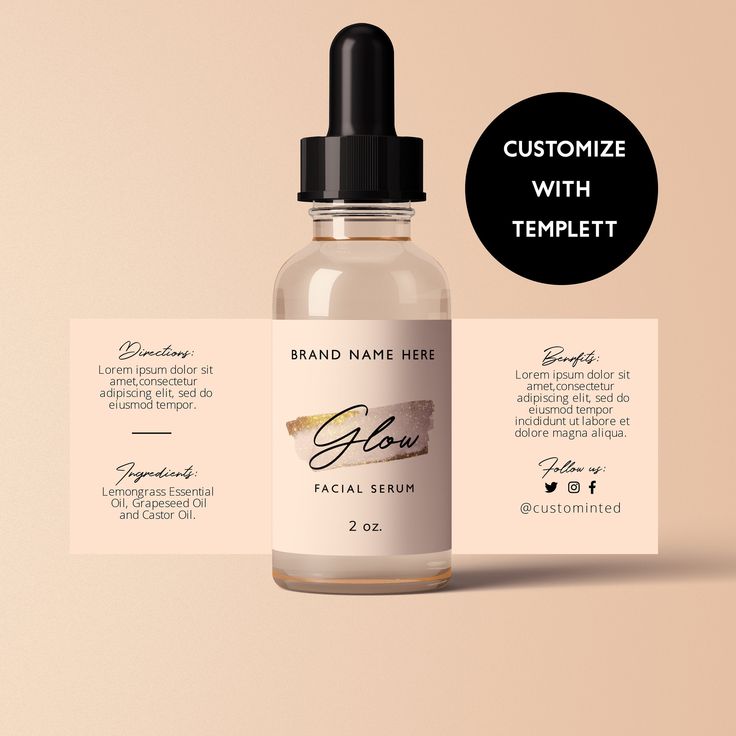 CUSTOMIZE
WITH
TEMPLETT
Directions:
Lorem ipsum dolor sit
amet,consectetur
adipiscing elit, sed do
eiusmod tempor.
Ingredients:
Lemongrass Essential
Oil, Grapeseed Oil
and Castor Oil.
BRAND NAME HERE
Glow
FACIAL SERUM
2 oz.
Benefits:
Lorem ipsum dolor sit
amet,consectetur
adipiscing elit, sed do
eiusmod tempor
incididunt ut labore et
dolore magna aliqua.
Follow us:
@custominted